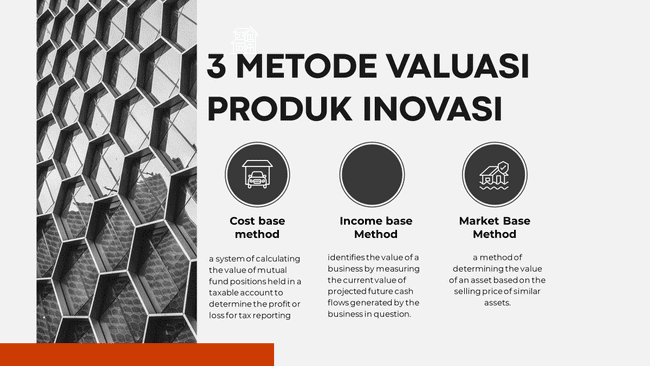 3 METODE VALUASI
PRODUK INOVASI
Cost base
method
a system of calculating
the value of mutual
fund positions held in a
taxable account to
determine the profit or
loss for tax reporting
Income base
Method
identifies the value of a
business by measuring
the current value of
projected future cash
flows generated by the
business in question.
Market Base
Method
a method of
determining the value
of an asset based on the
selling price of similar
assets.